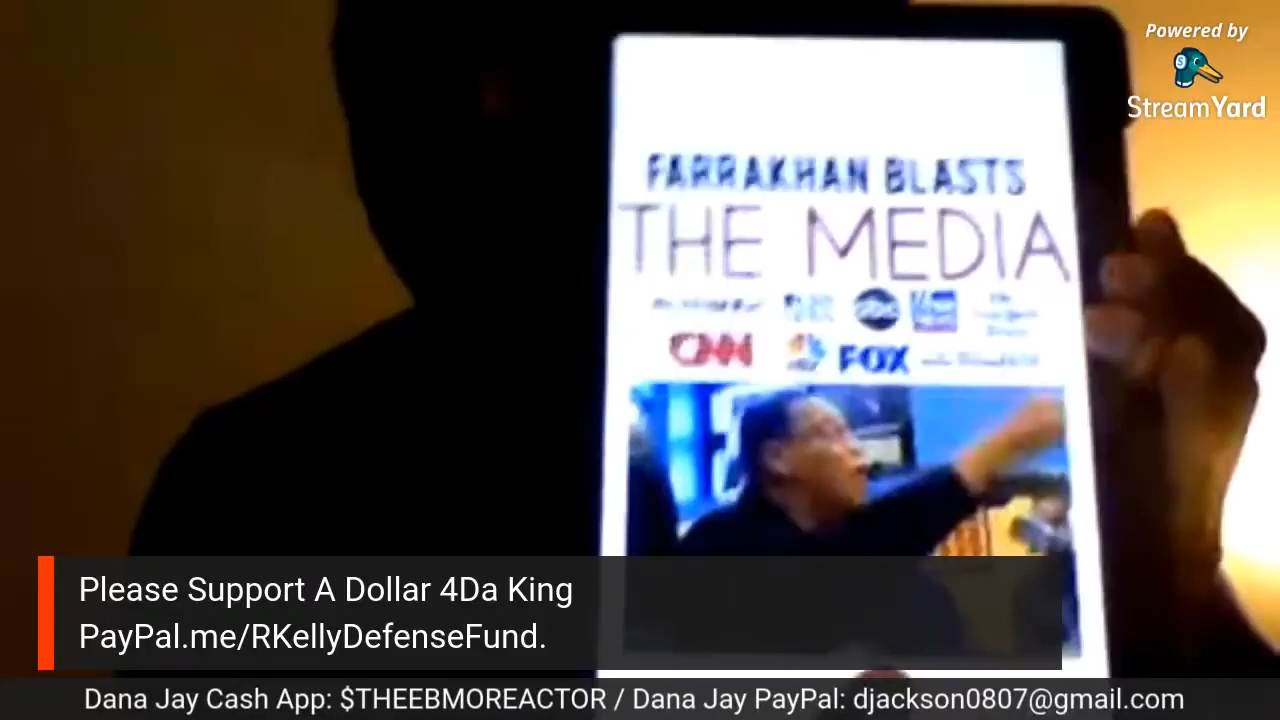 Powered by
StreamYard
FARRAKHAN BLASTS
THE MEDIA
abc
CNN
FOX
Please Support A Dollar 4Da King
PayPal.me/RKellyDefenseFund.
Dana Jay Cash App: $THEEBMOREACTOR / Dana Jay PayPal: djackson0807@gmail.com